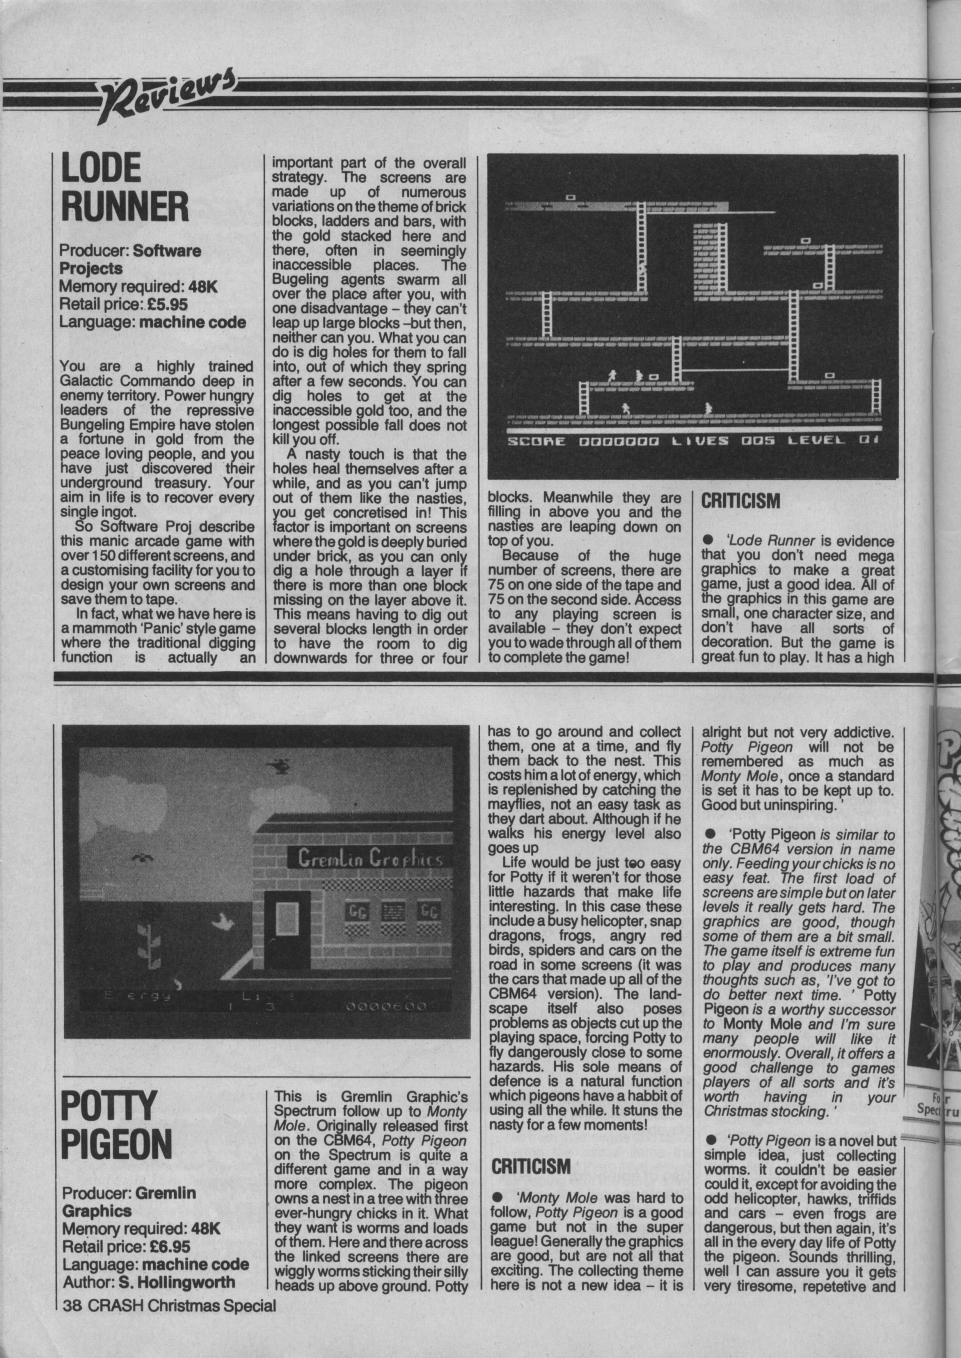 Reviews
LODE
RUNNER
Producer: Software
Projects
Memory required: 48K
Retail price: £5.95
Language: machine code
You are a highly trained
Galactic Commando deep in
enemy territory. Power hungry
leaders of the repressive
Bungeling Empire have stolen
a fortune in gold from the
peace loving people, and you
have just discovered their
underground treasury. Your
aim in life is to recover every
single ingot.
So Software Proj describe
this manic arcade game with
over 150 different screens, and
a customising facility for you to
design your own screens and
save them to tape.
In fact, what we have here is
a mammoth 'Panic' style game
where the traditional digging
function is actually an
important part of the overall
strategy. The screens are
made up of numerous
variations on the theme of brick
blocks, ladders and bars, with
the gold stacked here and
there, often in seemingly
inaccessible places. The
Bugeling agents swarm all
over the place after you, with
one disadvantage – they can't
leap up large blocks –but then,
neither can you. What you can
do is dig holes for them to fall
into, out of which they spring
after a few seconds. You can
dig holes to get at the
inaccessible gold too, and the
longest possible fall does not
kill you off.
A nasty touch is that the
holes heal themselves after a
while, and as you can't jump
out of them like the nasties,
you get concretised in! This
factor is important on screens
where the gold is deeply buried
under brick, as you can only
dig a hole through a layer if
there is more than one block
missing on the layer above it.
This means having to dig out
several blocks length in order
to have the room to dig
downwards for three or four
SCORE 0000000 LIVES 005 LEVEL 01
blocks. Meanwhile they are
filling in above you and the
nasties are leaping down on
top of you.
Because of the huge
number of screens, there are
75 on one side of the tape and
75 on the second side. Access
to any playing screen is
available – they don't expect
you to wade through all of them
to complete the game!
CRITICISM
● 'Lode Runner is evidence
that you don't need mega
graphics to make a great
game, just a good idea. All of
the graphics in this game are
small, one character size, and
don't have all sorts of
decoration. But the game is
great fun to play. It has a high
Gremlin Graphics
GG GG
Energy
1 3 000060
POTTY
PIGEON
Producer: Gremlin
Graphics
Memory required: 48K
Retail price: £6.95
Language: machine code
Author: S. Hollingworth
This is Gremlin Graphic's
Spectrum follow up to Monty
Mole. Originally released first
on the CBM64, Potty Pigeon
on the Spectrum is quite a
different game and in a way
more complex. The pigeon
owns a nest in a tree with three
ever-hungry chicks in it. What
they want is worms and loads
of them. Here and there across
the linked screens there are
wiggly worms sticking their silly
heads up above ground. Potty
has to go around and collect
them, one at a time, and fly
them back to the nest. This
costs him a lot of energy, which
is replenished by catching the
mayflies, not an easy task as
they dart about. Although if he
walks his energy level also
goes up
Life would be just too easy
for Potty if it weren't for those
little hazards that make life
interesting. In this case these
include a busy helicopter, snap
dragons, frogs, angry red
birds, spiders and cars on the
road in some screens (it was
the cars that made up all of the
CBM64 version). The land-
scape itself also poses
problems as objects cut up the
playing space, forcing Potty to
fly dangerously close to some
hazards. His sole means of
defence is a natural function
which pigeons have a habbit of
using all the while. It stuns the
nasty for a few moments!
CRITICISM
● 'Monty Mole was hard to
follow, Potty Pigeon is a good
game but not in the super
league! Generally the graphics
are good, but are not all that
exciting. The collecting theme
here is not a new idea – it is
alright but not very addictive.
Potty Pigeon will not be
remembered as much as
Monty Mole, once a standard
is set it has to be kept up to.
Good but uninspiring.'
● 'Potty Pigeon is similar to
the CBM64 version in name
only. Feeding your chicks is no
easy feat. The first load of
screens are simple but on later
levels it really gets hard. The
graphics are good, though
some of them are a bit small.
The game itself is extreme fun
to play and produces many
thoughts such as, 'I've got to
do better next time. ' Potty
Pigeon is a worthy successor
to Monty Mole and I'm sure
many people will like it
enormously. Overall, it offers a
good challenge to games
players of all sorts and it's
worth having in your
Christmas stocking. '
● 'Potty Pigeon is a novel but
simple idea, just collecting
worms. it couldn't be easier
could it, except for avoiding the
odd helicopter, hawks, triffids
and cars – even frogs are
dangerous, but then again, it's
all in the every day life of Potty
the pigeon. Sounds thrilling,
well I can assure you it gets
very tiresome, repetetive and
38 CRASH Christmas Special